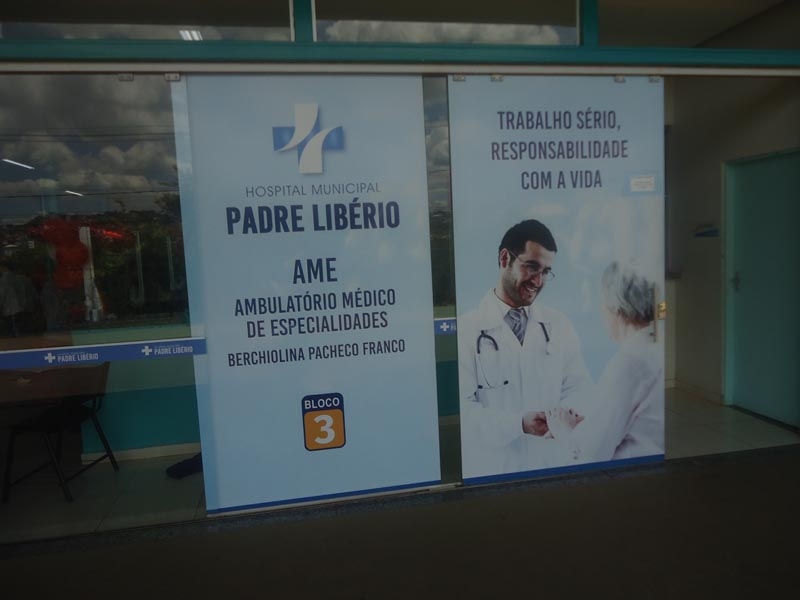 HOSPITAL MUNICIPAL
PADRE LIBÉRIO
AME
AMBULATÓRIO MÉDICO
DE ESPECIALIDADES
BERCHIOLINA PACHECO FRANCO
BLOCO
3
TRABALHO SÉRIO,
RESPONSABILIDADE
COM A VIDA
PADRE LIBÉRIO
PADRE LIBÉRIO